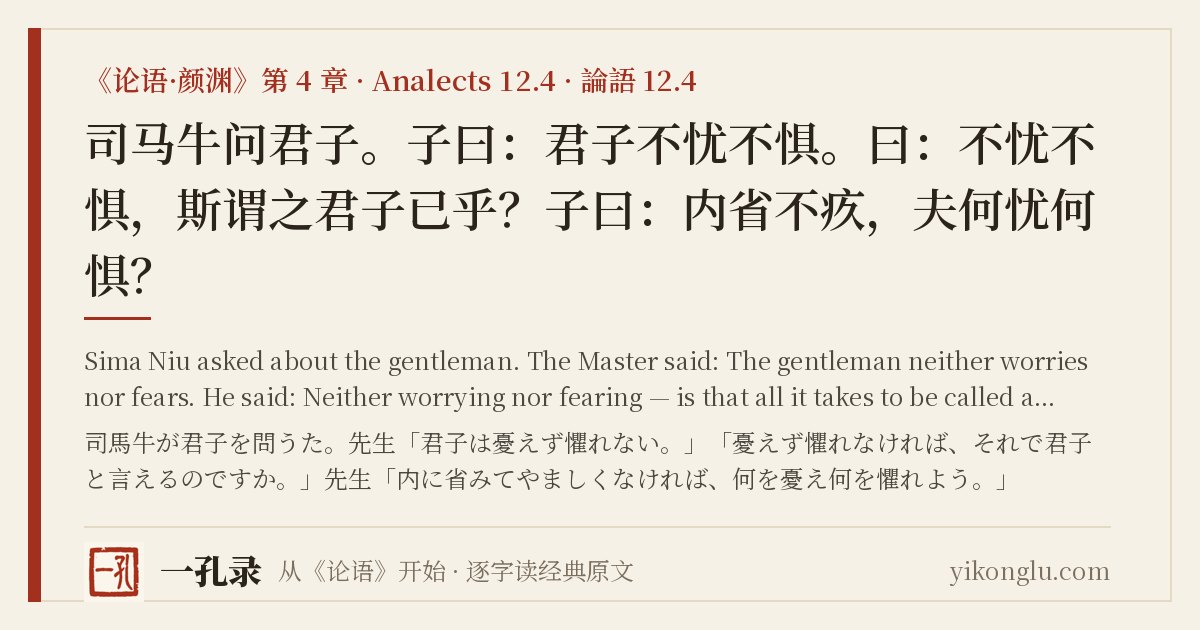 《论语·颜渊》第 4 章 · Analects 12.4 · 論語 12.4
司马牛问君子。子曰：君子不忧不惧。曰：不忧不
惧，斯谓之君子已乎？子曰：内省不疚，夫何忧何
惧？
Sima Niu asked about the gentleman. The Master said: The gentleman neither worries
nor fears. He said: Neither worrying nor fearing — is that all it takes to be called a…
司馬牛が君子を問うた。先生「君子は憂えず懼れない。」「憂えず懼れなければ、それで君子
と言えるのですか。」先生「内に省みてやましくなければ、何を憂え何を懼れよう。」
一孔
一孔录 从《论语》开始 · 逐字读经典原文 yikonglu.com